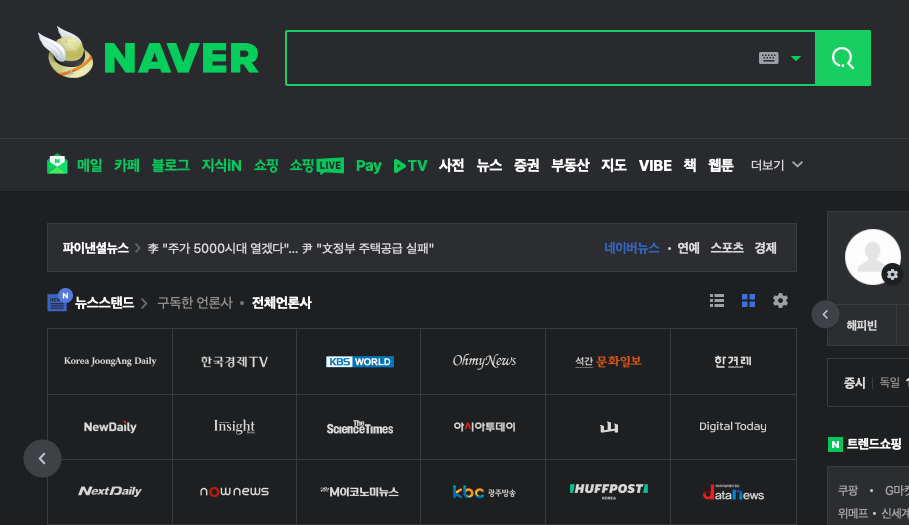 NAVER
메일 카페 블로그 지식iN 쇼핑 쇼핑LIVE Pay TV 사전 뉴스 증권 부동산 지도 VIBE 책 웹툰 더보기
파이낸셜뉴스 李 "주가 5000시대 열겠다"… 尹 "文정부 주택공급 실패" 네이버뉴스 • 연예 스포츠 경제
뉴스스탠드 구독한 언론사 • 전체언론사
해피빈
Korea JoongAng Daily 한국경제TV KBS WORLD OhmyNews 석간 문화일보 한겨레
증시 독일 1
NewDaily Insight The ScienceTimes 아시아투데이 Digital Today
N 트렌드쇼핑
NextDaily nownews MK이코노미뉴스 kbc 광주방송 HUFFPOST KOREA dataNews
쿠팡 • G마켓
위메프 • 신세계